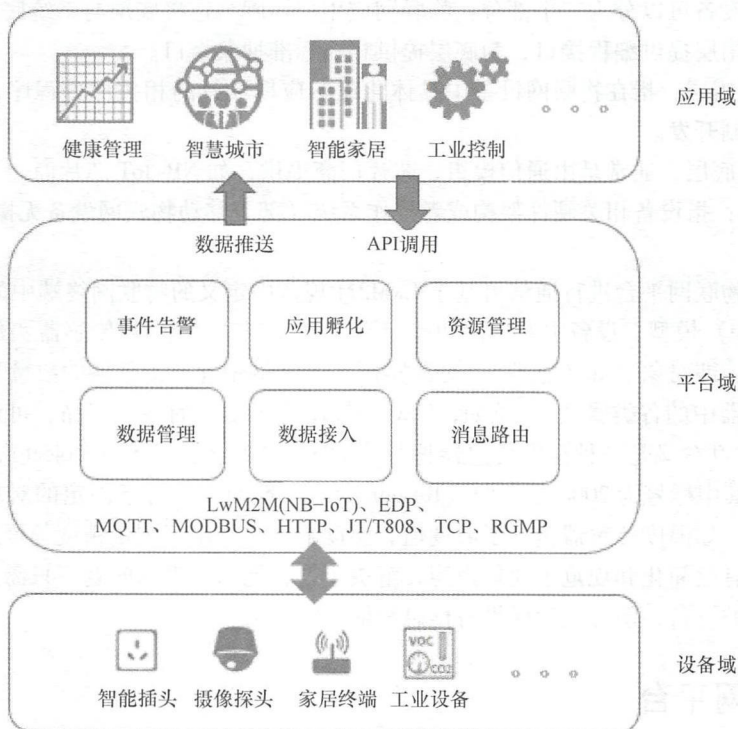 健康管理 智慧城市 智能家居 工业控制
应用域
数据推送 API调用
事件告警 应用孵化 资源管理
平台域
数据管理 数据接入 消息路由
LwM2M(NB-IoT)、EDP、
MQTT、MODBUS、HTTP、JT/T808、TCP、RGMP
VOC
CO2
设备域
智能插头 摄像探头 家居终端 工业设备